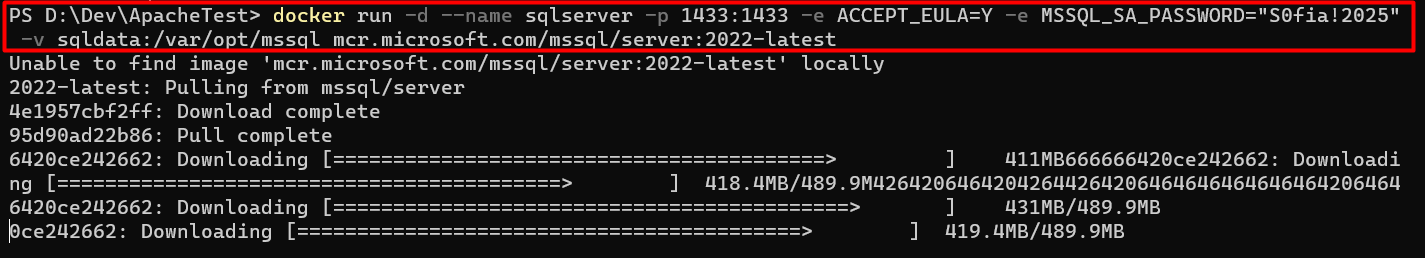 PS D:\Dev\ApacheTest> docker run -d --name sqlserver -p 1433:1433 -e ACCEPT_EULA=Y -e MSSQL_SA_PASSWORD="S0fia!2025"
-v sqldata:/var/opt/mssql mcr.microsoft.com/mssql/server:2022-latest
Unable to find image 'mcr.microsoft.com/mssql/server:2022-latest' locally
2022-latest: Pulling from mssql/server
4e1957cbf2ff: Download complete
95d90ad22b86: Pull complete
6420ce242662: Downloading [=========================================>         ]    411MB666666420ce242662: Downloadi
ng [==========================================>        ]  418.4MB/489.9M42642064642042644264206464646464646464206464
6420ce242662: Downloading [===========================================>       ]    431MB/489.9MB
0ce242662: Downloading [==========================================>        ]  419.4MB/489.9MB